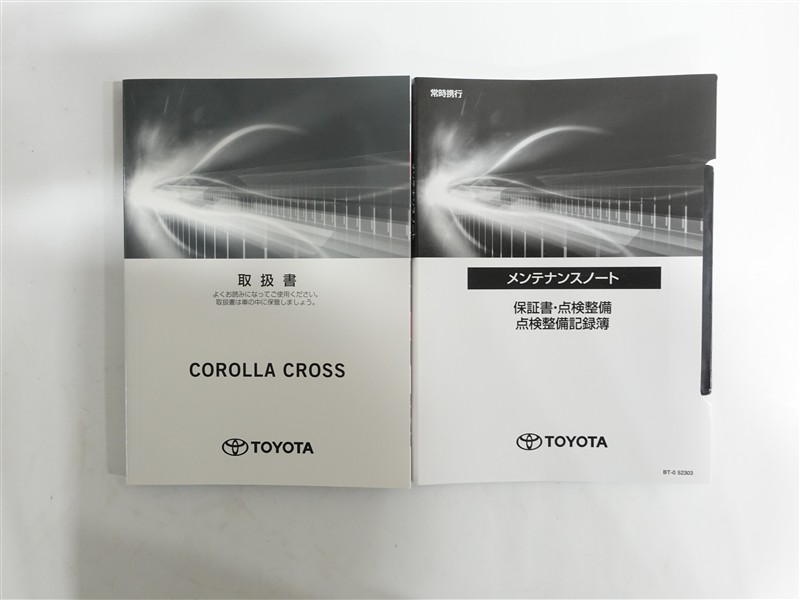 取扱書
よくお読みになってご使用ください。
取扱書は車の中に保管しましょう。
COROLLA CROSS
TOYOTA
常時携行
メンテナンスノート
保証書・点検整備
点検整備記録簿
TOYOTA
BT-0 52303